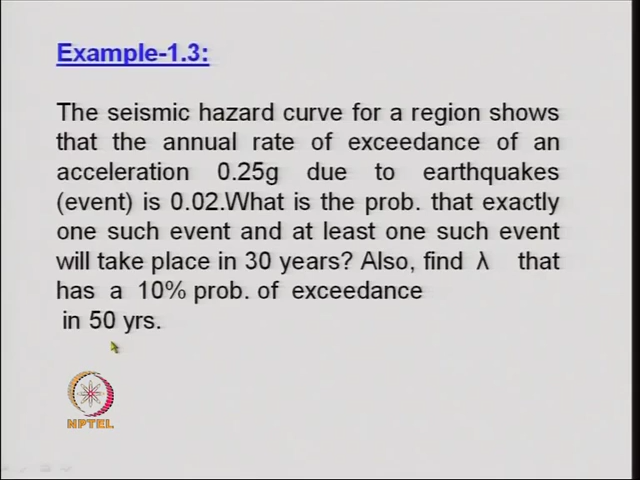 Example-1.3:
The seismic hazard curve for a region shows
that the annual rate of exceedance of an
acceleration 0.25g due to earthquakes
(event) is 0.02.What is the prob. that exactly
one such event and at least one such event
will take place in 30 years? Also, find λ that
has a 10% prob. of exceedance
in 50 yrs.
NPTEL